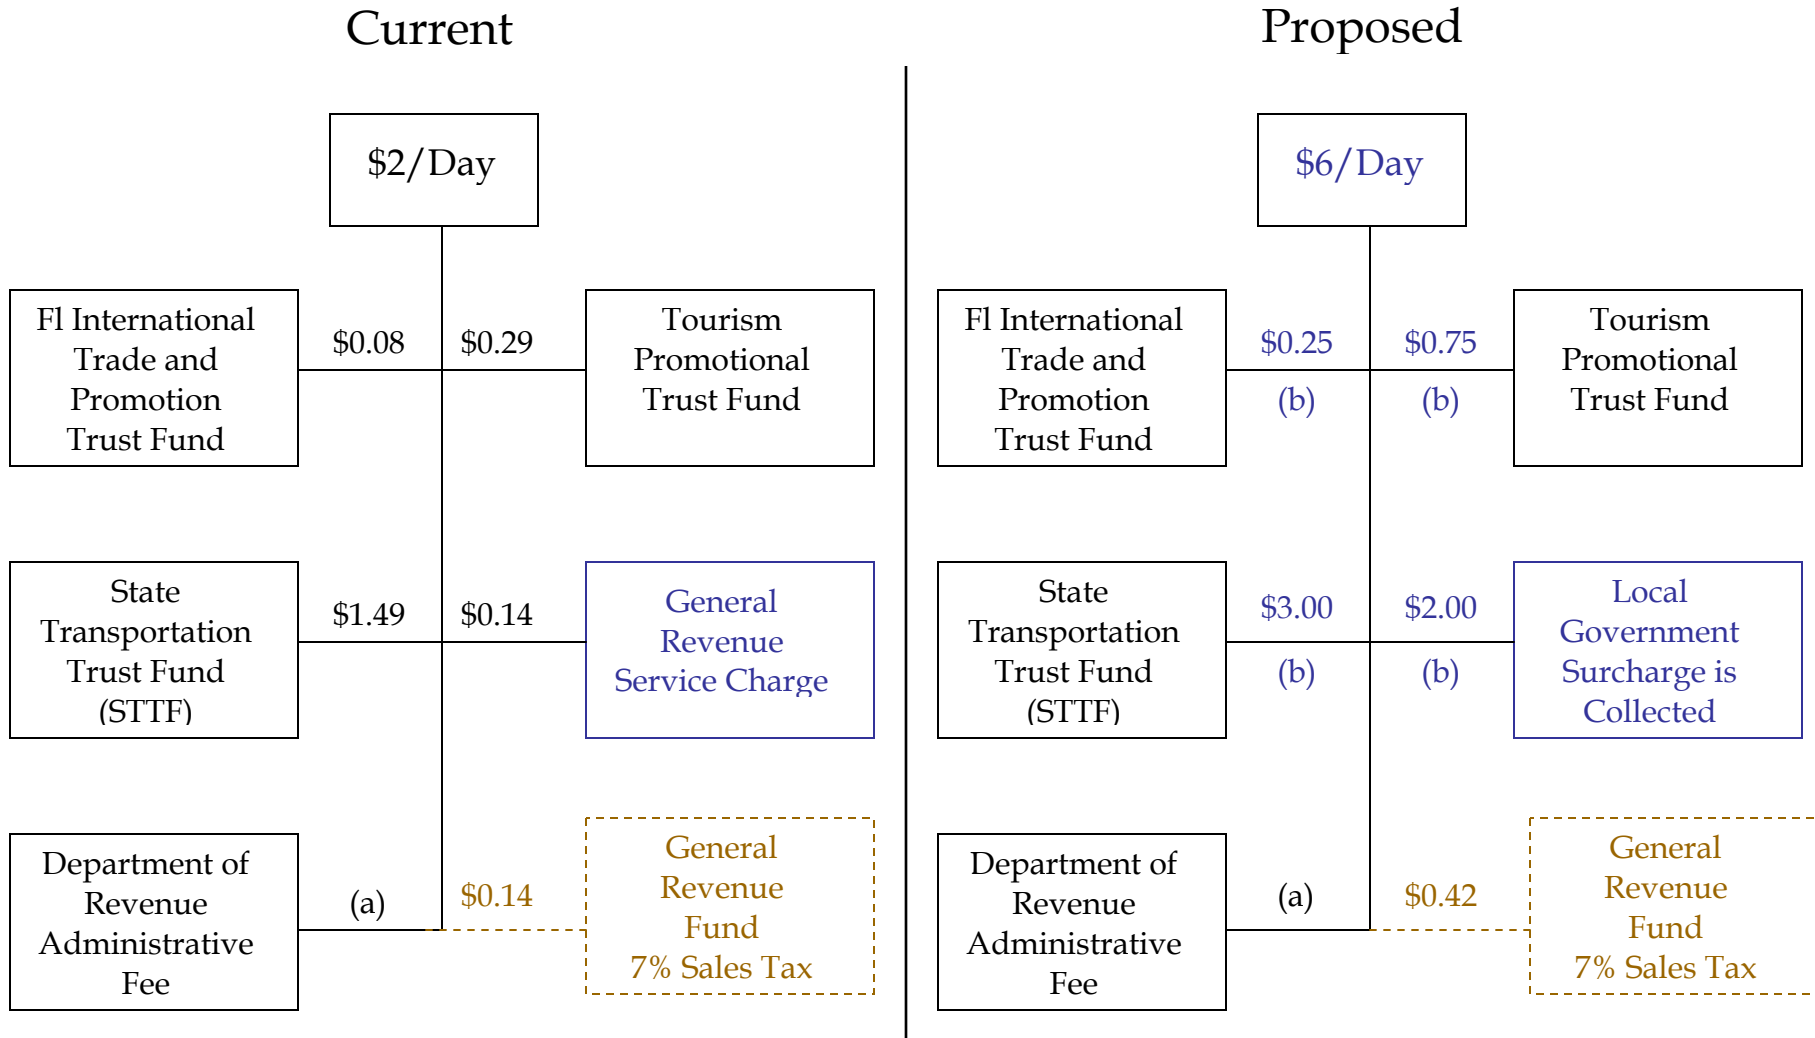 Current
$2/Day
Fl International
Trade and
Promotion
Trust Fund
$0.08
$0.29
Tourism
Promotional
Trust Fund
State
Transportation
Trust Fund
(STTF)
$1.49
$0.14
General
Revenue
Service Charge
Department of
Revenue
Administrative
Fee
(a)
$0.14
General
Revenue
Fund
7% Sales Tax
Proposed
$6/Day
Fl International
Trade and
Promotion
Trust Fund
$0.25
(b)
$0.75
(b)
Tourism
Promotional
Trust Fund
State
Transportation
Trust Fund
(STTF)
$3.00
(b)
$2.00
(b)
Local
Government
Surcharge is
Collected
Department of
Revenue
Administrative
Fee
(a)
$0.42
General
Revenue
Fund
7% Sales Tax